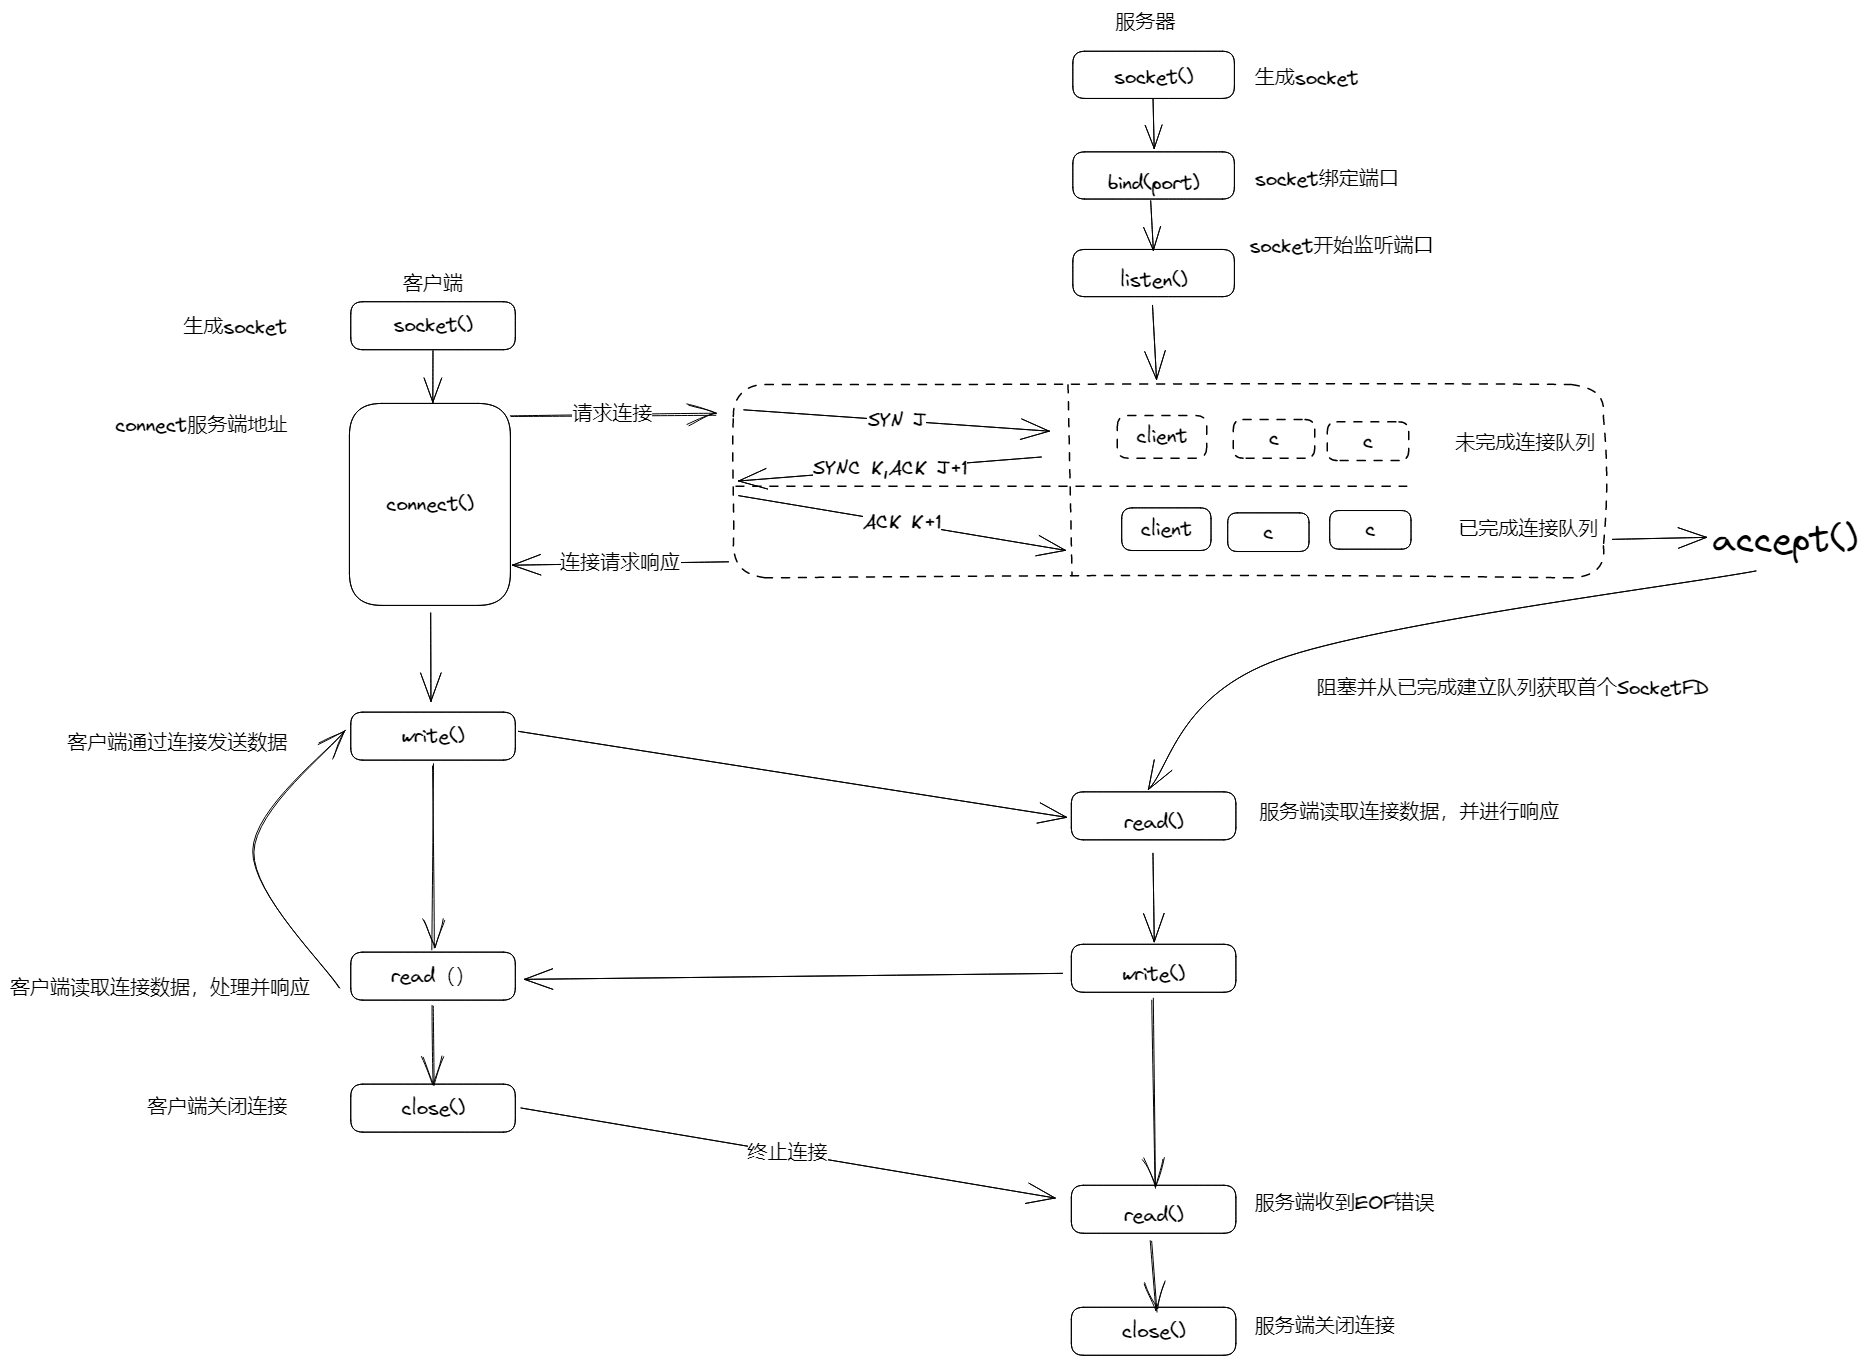 服务器
socket()
生成socket
bind(port)
socket绑定端口
socket开始监听端口
listen()
客户端
生成socket
socket()
connect服务端地址
请求连接
SYN J
client
c
c
未完成连接队列
SYNC K,ACK J+1
connect()
ACK K+1
client
c
c
已完成连接队列
accept()
连接请求响应
阻塞并从已完成建立队列获取首个SocketFD
客户端通过连接发送数据
write()
read()
服务端读取连接数据，并进行响应
客户端读取连接数据，处理并响应
read（）
write()
客户端关闭连接
close()
终止连接
read()
服务端收到EOF错误
close()
服务端关闭连接